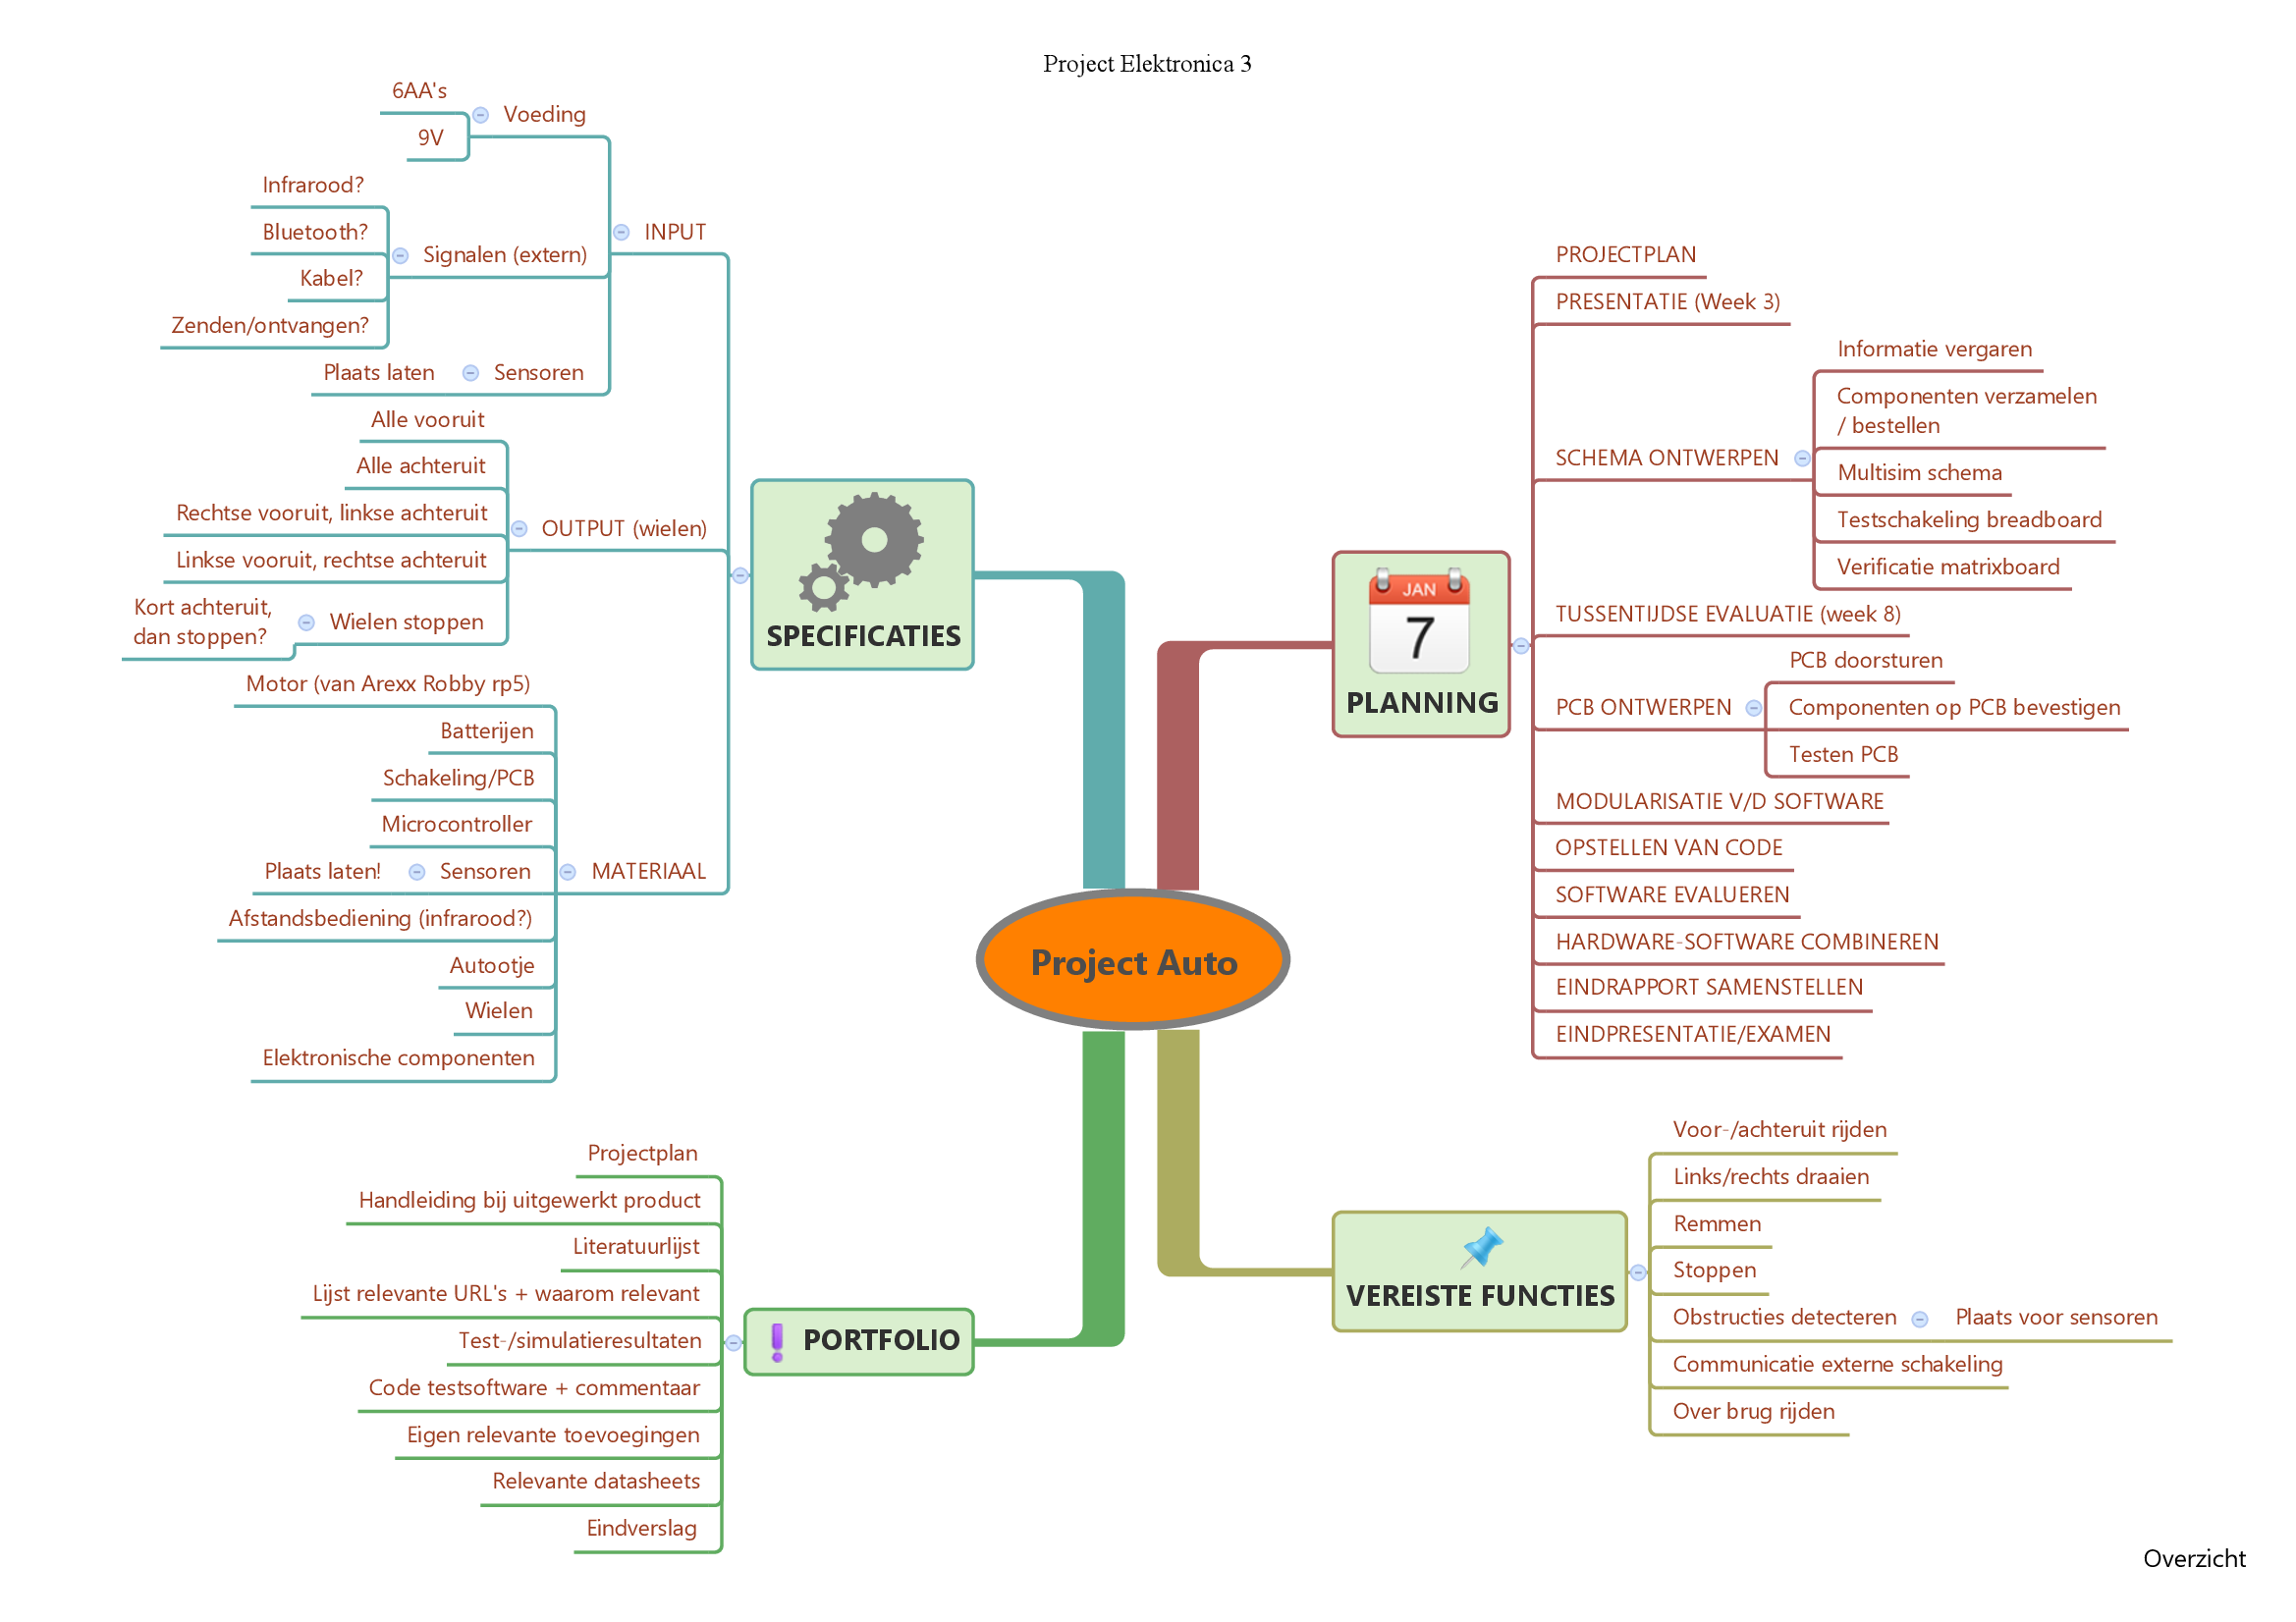 Project Elektronica 3
6AA's
9V
Voeding
Infrarood?
Bluetooth?
Kabel?
Zenden/ontvangen?
Signalen (extern)
Plaats laten
Sensoren
INPUT
Alle vooruit
Alle achteruit
Rechtse vooruit, linkse achteruit
Linkse vooruit, rechtse achteruit
Kort achteruit,
dan stoppen?
Wielen stoppen
OUTPUT (wielen)
Motor (van Arexx Robby rp5)
Batterijen
Schakeling/PCB
Microcontroller
Plaats laten!
Sensoren
Afstandsbediening (infrarood?)
Autootje
Wielen
Elektronische componenten
MATERIAAL
SPECIFICATIES
JAN
7
PLANNING
PROJECTPLAN
PRESENTATIE (Week 3)
SCHEMA ONTWERPEN
Informatie vergaren
Componenten verzamelen
/ bestellen
Multisim schema
Testschakeling breadboard
Verificatie matrixboard
TUSSENTIJDSE EVALUATIE (week 8)
PCB ONTWERPEN
PCB doorsturen
Componenten op PCB bevestigen
Testen PCB
MODULARISATIE V/D SOFTWARE
OPSTELLEN VAN CODE
SOFTWARE EVALUEREN
HARDWARE-SOFTWARE COMBINEREN
EINDRAPPORT SAMENSTELLEN
EINDPRESENTATIE/EXAMEN
Project Auto
Projectplan
Handleiding bij uitgewerkt product
Literatuurlijst
Lijst relevante URL's + waarom relevant
Test-/simulatieresultaten
Code testsoftware + commentaar
Eigen relevante toevoegingen
Relevante datasheets
Eindverslag
PORTFOLIO
VEREISTE FUNCTIES
Voor-/achteruit rijden
Links/rechts draaien
Remmen
Stoppen
Obstructies detecteren
Plaats voor sensoren
Communicatie externe schakeling
Over brug rijden
Overzicht